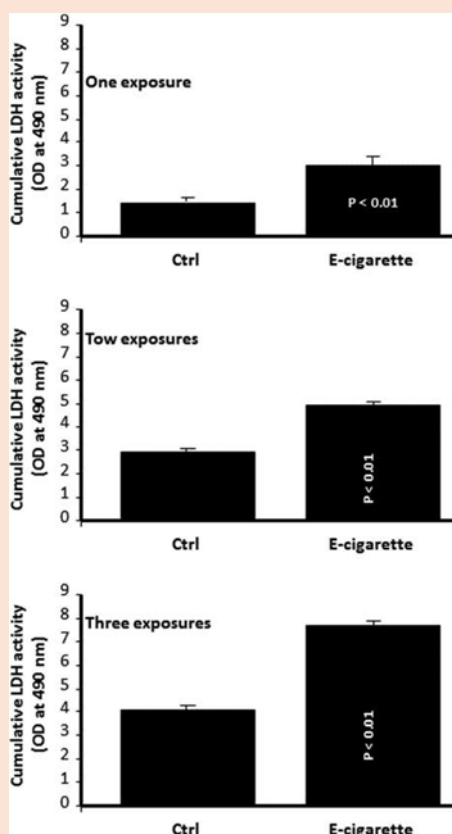 Cumulative LDH activity
(OD at 490 nm)
9
8
7
6
5
4
3
2
1
0
One exposure
P < 0.01
Ctrl
E-cigarette
Cumulative LDH activity
(OD at 490 nm)
9
8
7
6
5
4
3
2
1
0
Tow exposures
P < 0.01
Ctrl
E-cigarette
Cumulative LDH activity
(OD at 490 nm)
9
8
7
6
5
4
3
2
1
0
Three exposures
P < 0.01
Ctrl
E-cigarette